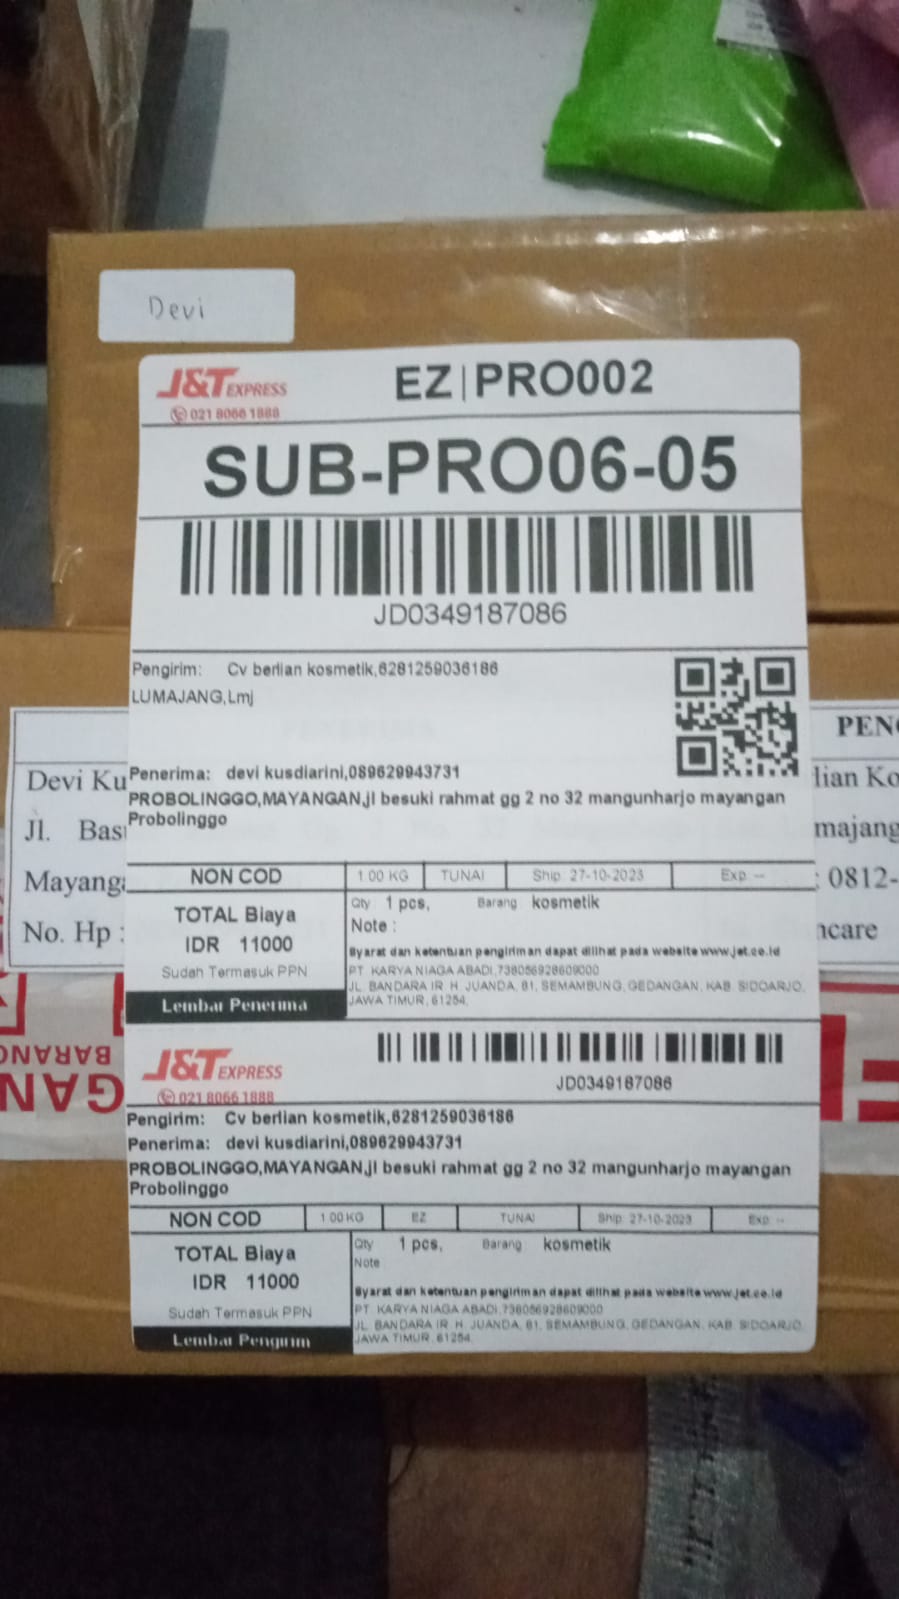 Devi
J&T EXPRESS
021 8066 1888
EZ|PRO002
SUB-PRO06-05
JD0349187086
Pengirim: Cv berlian kosmetik,6281259036186
LUMAJANG,Lmj
PENERIMA
Penerima: devi kusdiarini,089629943731
PROBOLINGGO,MAYANGAN,jl besuki rahmat gg 2 no 32 mangunharjo mayangan
Probolinggo
NON COD 1.00 KG TUNAI Ship: 27-10-2023 Exp: --
TOTAL Biaya
IDR 11000
Sudah Termasuk PPN
Lembar Penerima
Qty 1 pcs, Barang kosmetik
Note :
Syarat dan ketentuan pengiriman dapat dilihat pada website www.jet.co.id
PT. KARYA NIAGA ABADI,738056928609000
JL. BANDARA IR. H. JUANDA, 81, SEMAMBUNG, GEDANGAN, KAB. SIDOARJO,
JAWA TIMUR, 61254.
J&T EXPRESS
021 8066 1888
JD0349187086
Pengirim: Cv berlian kosmetik,6281259036186
Penerima: devi kusdiarini,089629943731
PROBOLINGGO,MAYANGAN,jl besuki rahmat gg 2 no 32 mangunharjo mayangan
Probolinggo
NON COD 1.00 KG EZ TUNAI Ship: 27-10-2023 Exp: --
TOTAL Biaya
IDR 11000
Sudah Termasuk PPN
Lembar Pengirim
Qty 1 pcs, Barang kosmetik
Note
Syarat dan ketentuan pengiriman dapat dilihat pada website www.jet.co.id
PT. KARYA NIAGA ABADI,738056928609000
JL. BANDARA IR. H. JUANDA, 81, SEMAMBUNG, GEDANGAN, KAB. SIDOARJO,
JAWA TIMUR, 61254.
Devi Ku
Jl. Bas
Mayanga
No. Hp :
PEN
lian Ko
majang
: 0812-
ncare
BARANG